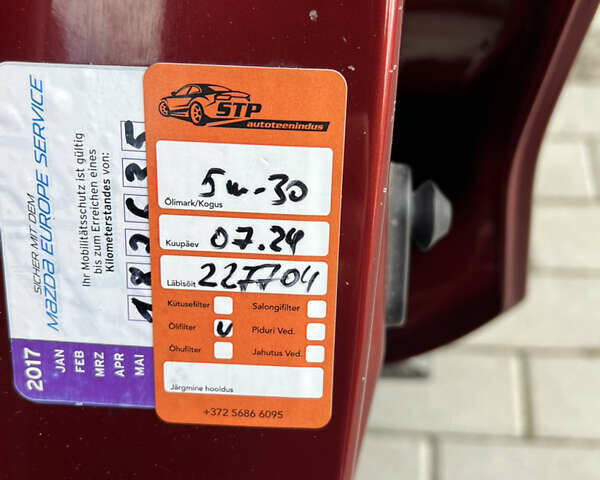 STP
autoteenindus
5w-30
Õlimark/Kogus
Kuupäev 07.24
Läbisõit 227704
Kütusefilter Salongifilter
Õlifilter Piduri Ved.
Õhufilter Jahutus Ved.
Järgmine hooldus
+372 5686 6095
SICHER MIT DEM
MAZDA EUROPE SERVICE
Ihr Mobilitätsschutz ist gültig
bis zum Erreichen eines
Kilometerstandes von:
2017
JAN
FEB
MRZ
APR
MAI